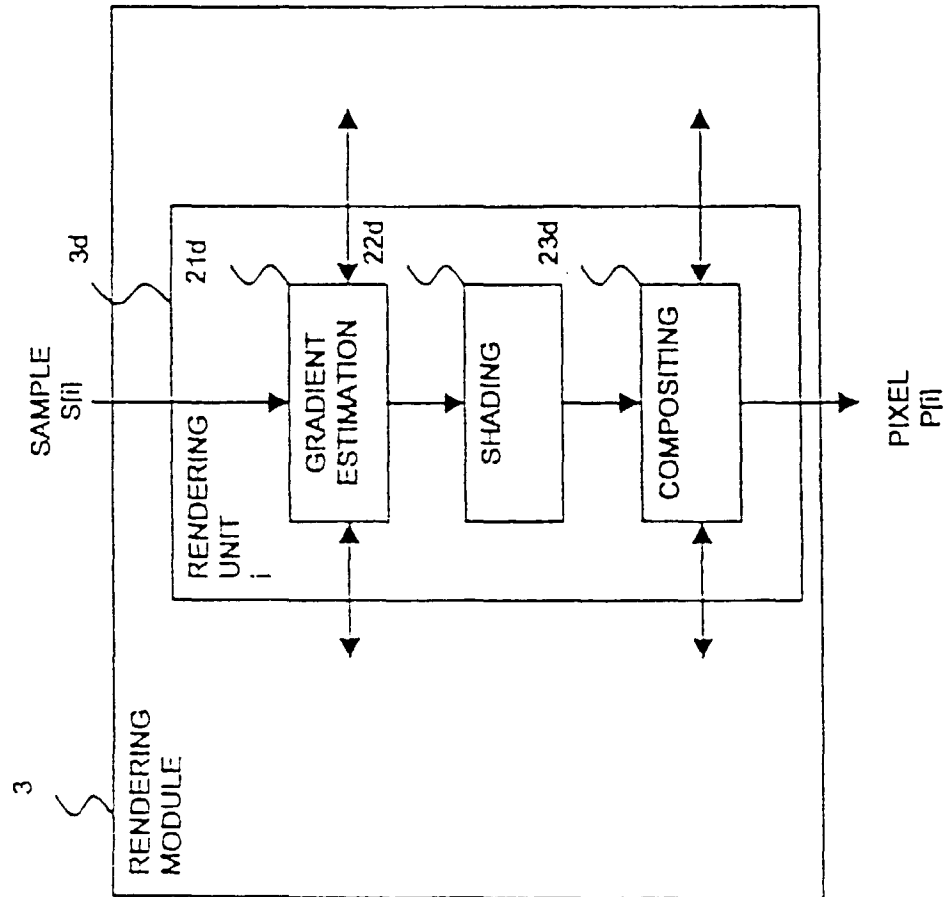 3
RENDERING
MODULE
SAMPLE
S[i]
3d
RENDERING
UNIT
i
21d
GRADIENT
ESTIMATION
22d
SHADING
23d
COMPOSITING
PIXEL
P[i]